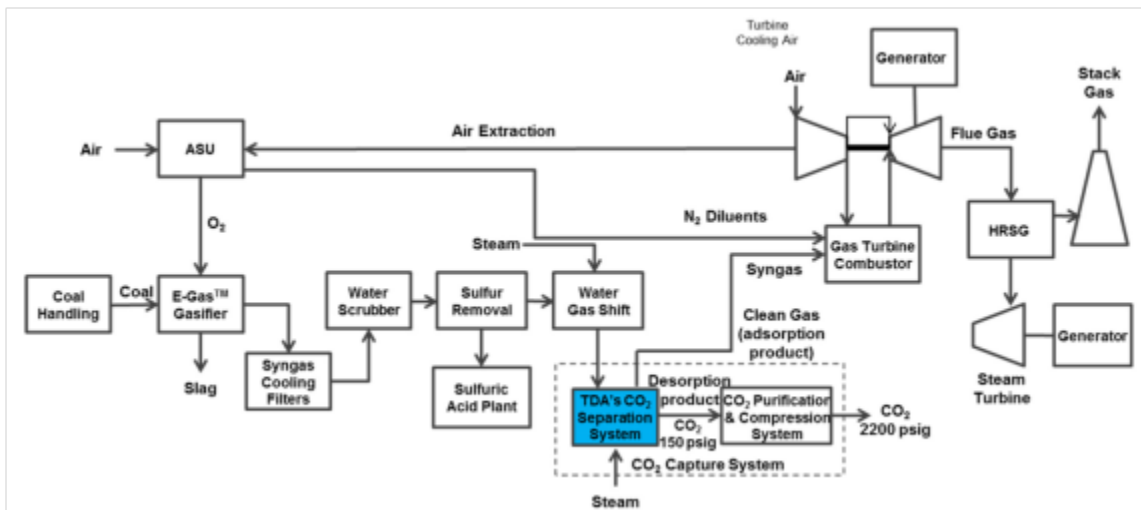 Turbine
Cooling Air
Generator
Air
Stack
Gas
Air Extraction
Flue Gas
Air
ASU
O₂
N₂ Diluents
HRSG
Steam
Gas Turbine
Combustor
Syngas
Coal
Handling
Coal
E-Gas™
Gasifier
Water
Scrubber
Sulfur
Removal
Water
Gas Shift
Clean Gas
(adsorption
product)
Generator
Slag
Syngas
Cooling
Filters
Sulfuric
Acid Plant
Desorption
product
TDA's CO₂
Separation
System
CO₂
150 psig
CO₂ Purification
& Compression
System
CO₂
2200 psig
Steam
Turbine
CO₂ Capture System
Steam